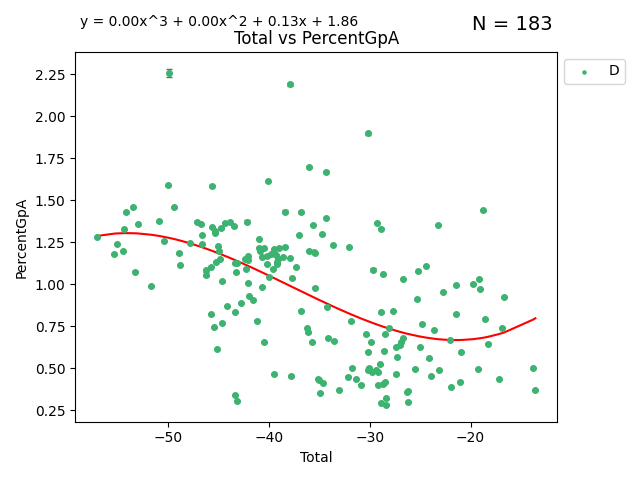 y = 0.00x^3 + 0.00x^2 + 0.13x + 1.86
N = 183
Total vs PercentGpA
D
2.25
2.00
1.75
1.50
1.25
1.00
0.75
0.50
0.25
PercentGpA
−50 −40 −30 −20
Total